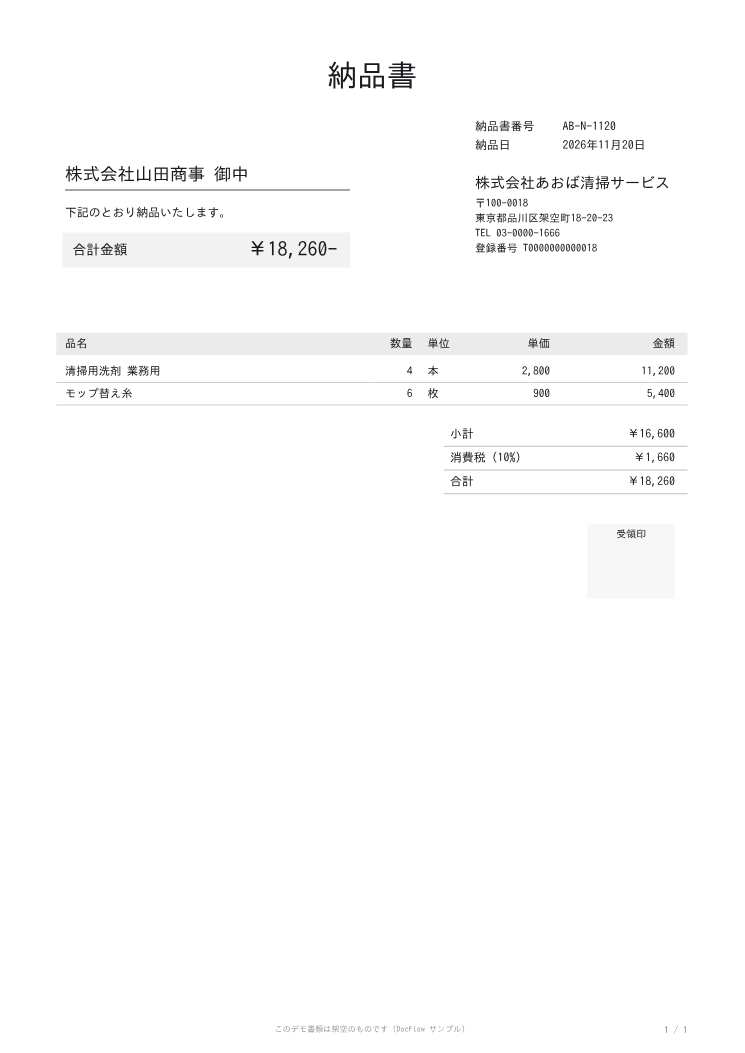 納品書
納品書番号 AB-N-1120
納品日 2026年11月20日
株式会社山田商事 御中
株式会社あおば清掃サービス
〒100-0018
東京都品川区架空町18-20-23
TEL 03-0000-1666
登録番号 T0000000000018
下記のとおり納品いたします。
合計金額 ¥18,260-
品名 数量 単位 単価 金額
清掃用洗剤 業務用 4 本 2,800 11,200
モップ替え糸 6 枚 900 5,400
小計 ¥16,600
消費税 (10%) ¥1,660
合計 ¥18,260
受領印
このデモ書類は架空のものです (DocFlow サンプル)
1 / 1